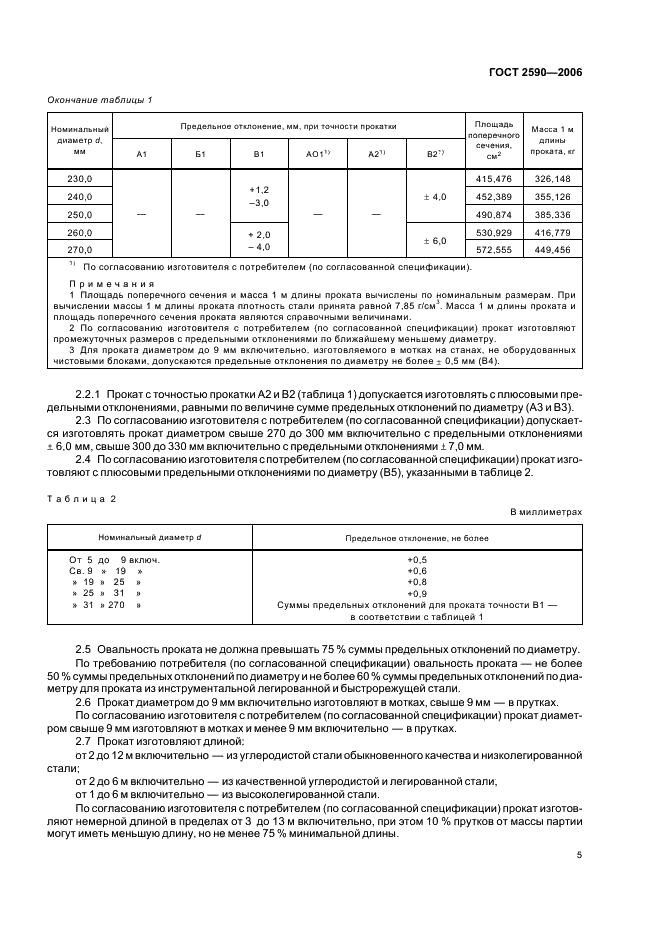 ГОСТ 2590—2006
Окончание таблицы 1
Номинальный диаметр d, мм
Предельное отклонение, мм, при точности прокатки
Площадь поперечного сечения, см2
Масса 1 м длины проката, кг
А1 Б1 В1 АО11) А21) В21)
230,0 415,476 326,148
+1,2
240,0 — — — — ± 4,0 452,389 355,126
–3,0
250,0 490,874 385,336
260,0 + 2,0 530,929 416,779
± 6,0
270,0 – 4,0 572,555 449,456
1) По согласованию изготовителя с потребителем (по согласованной спецификации).
Примечания
1 Площадь поперечного сечения и масса 1 м длины проката вычислены по номинальным размерам. При
вычислении массы 1 м длины проката плотность стали принята равной 7,85 г/см3. Масса 1 м длины проката и
площадь поперечного сечения проката являются справочными величинами.
2 По согласованию изготовителя с потребителем (по согласованной спецификации) прокат изготовляют
промежуточных размеров с предельными отклонениями по ближайшему меньшему диаметру.
3 Для проката диаметром до 9 мм включительно, изготовляемого в мотках на станах, не оборудованных
чистовыми блоками, допускаются предельные отклонения по диаметру не более ± 0,5 мм (В4).
2.2.1 Прокат с точностью прокатки А2 и В2 (таблица 1) допускается изготовлять с плюсовыми пре-
дельными отклонениями, равными по величине сумме предельных отклонений по диаметру (А3 и В3).
2.3 По согласованию изготовителя с потребителем (по согласованной спецификации) допускает-
ся изготовлять прокат диаметром свыше 270 до 300 мм включительно с предельными отклонениями
± 6,0 мм, свыше 300 до 330 мм включительно с предельными отклонениями ± 7,0 мм.
2.4 По согласованию изготовителя с потребителем (по согласованной спецификации) прокат изго-
товляют с плюсовыми предельными отклонениями по диаметру (В5), указанными в таблице 2.
Таблица 2
В миллиметрах
Номинальный диаметр d Предельное отклонение, не более
От 5 до 9 включ. +0,5
Св. 9 » 19 » +0,6
» 19 » 25 » +0,8
» 25 » 31 » +0,9
» 31 » 270 » Суммы предельных отклонений для проката точности В1 —
в соответствии с таблицей 1
2.5 Овальность проката не должна превышать 75 % суммы предельных отклонений по диаметру.
По требованию потребителя (по согласованной спецификации) овальность проката — не более
50 % суммы предельных отклонений по диаметру и не более 60 % суммы предельных отклонений по диа-
метру для проката из инструментальной легированной и быстрорежущей стали.
2.6 Прокат диаметром до 9 мм включительно изготовляют в мотках, свыше 9 мм — в прутках.
По согласованию изготовителя с потребителем (по согласованной спецификации) прокат диамет-
ром свыше 9 мм изготовляют в мотках и менее 9 мм включительно — в прутках.
2.7 Прокат изготовляют длиной:
от 2 до 12 м включительно — из углеродистой стали обыкновенного качества и низколегированной
стали;
от 2 до 6 м включительно — из качественной углеродистой и легированной стали,
от 1 до 6 м включительно — из высоколегированной стали.
По согласованию изготовителя с потребителем (по согласованной спецификации) прокат изготов-
ляют немерной длиной в пределах от 3 до 13 м включительно, при этом 10 % прутков от массы партии
могут иметь меньшую длину, но не менее 75 % минимальной длины.
5